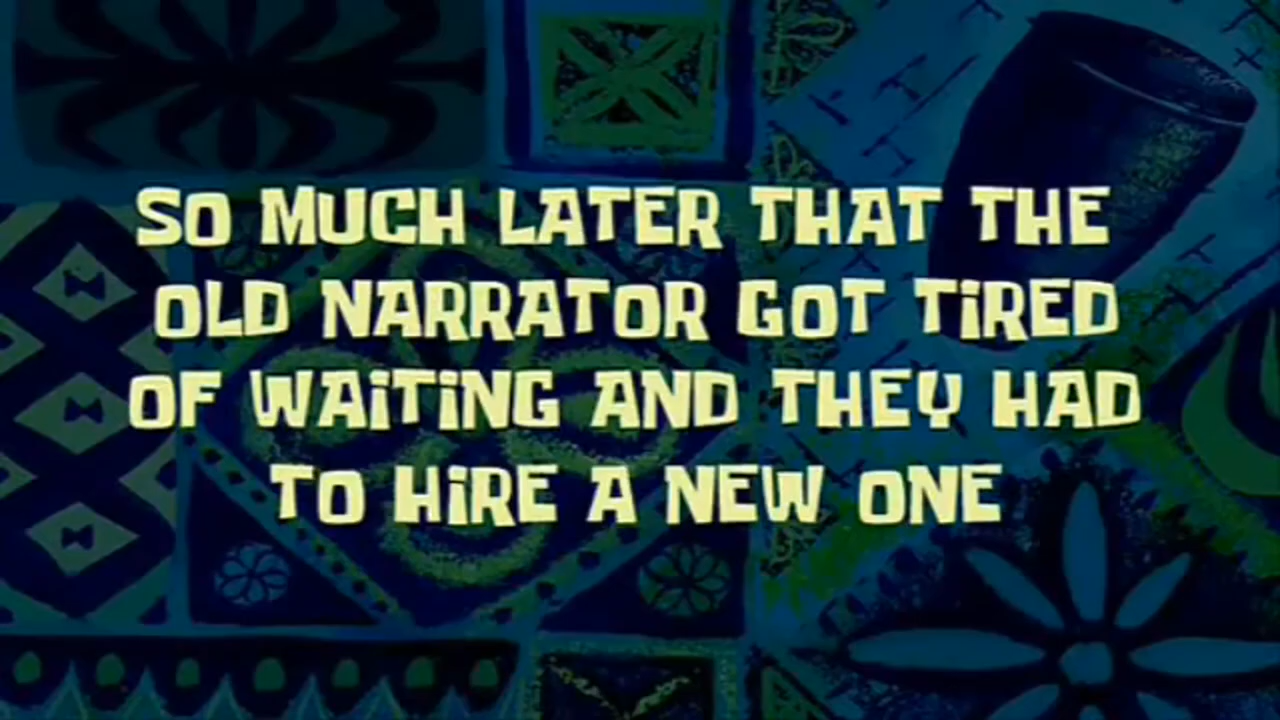 SO MUCH LATER THAT THE
OLD NARRATOR GOT TiRED
OF WAiTiNG AND THEY HAD
TO HiRE A NEW ONE